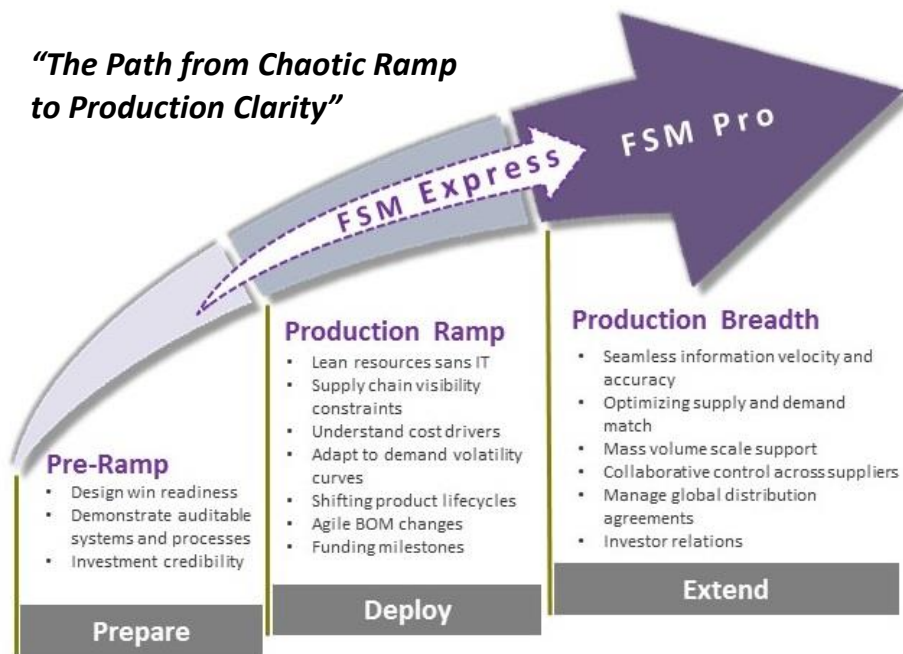 “The Path from Chaotic Ramp
to Production Clarity”
FSM Express
FSM Pro
Pre-Ramp
• Design win readiness
• Demonstrate auditable
systems and processes
• Investment credibility
Prepare
Production Ramp
• Lean resources sans IT
• Supply chain visibility
constraints
• Understand cost drivers
• Adapt to demand volatility
curves
• Shifting product lifecycles
• Agile BOM changes
• Funding milestones
Deploy
Production Breadth
• Seamless information velocity and
accuracy
• Optimizing supply and demand
match
• Mass volume scale support
• Collaborative control across suppliers
• Manage global distribution
agreements
• Investor relations
Extend